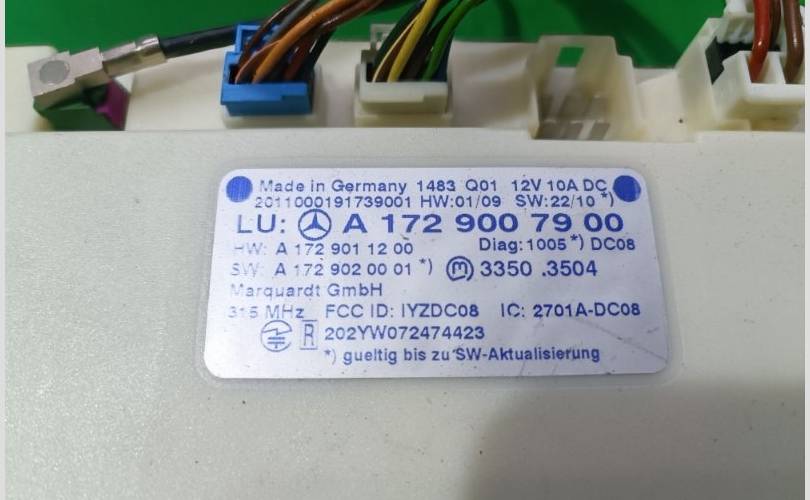 Made in Germany 1483 Q01 12V 10A DC
2011000191739001 HW:01/09 SW:22/10 *)
LU: A 172 900 79 00
HW: A 172 901 12 00 Diag:1005 *) DC08
SW: A 172 902 00 01 *) m 3350 .3504
Marquardt GmbH
315 MHz FCC ID: IYZDC08 IC: 2701A-DC08
R 202YW072474423
*) gueltig bis zu SW-Aktualisierung